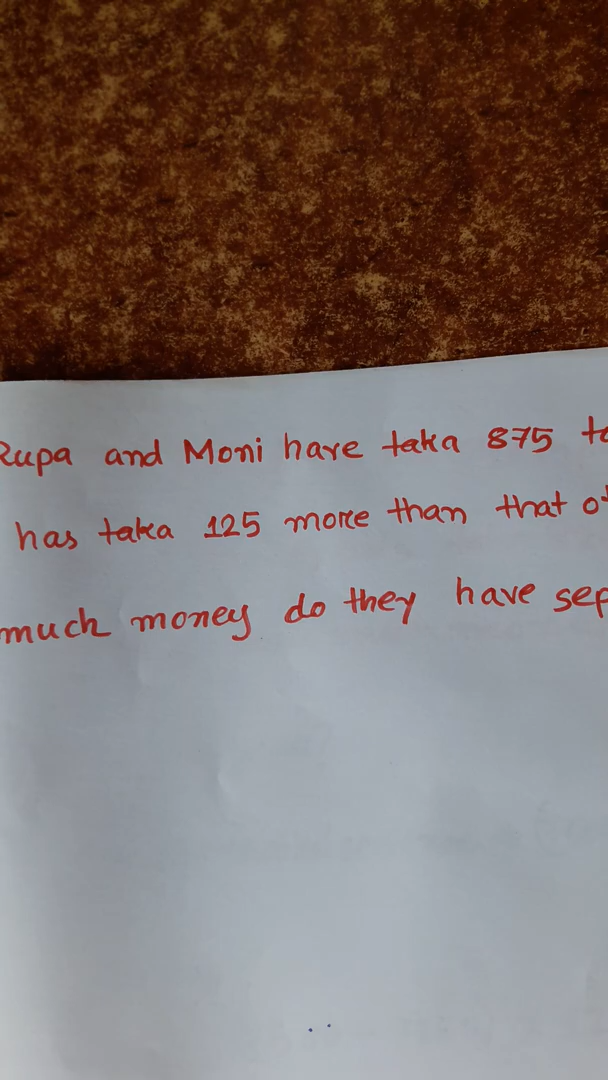 Rupa and Moni have taka 875
has taka 125 more than that
much money do they have